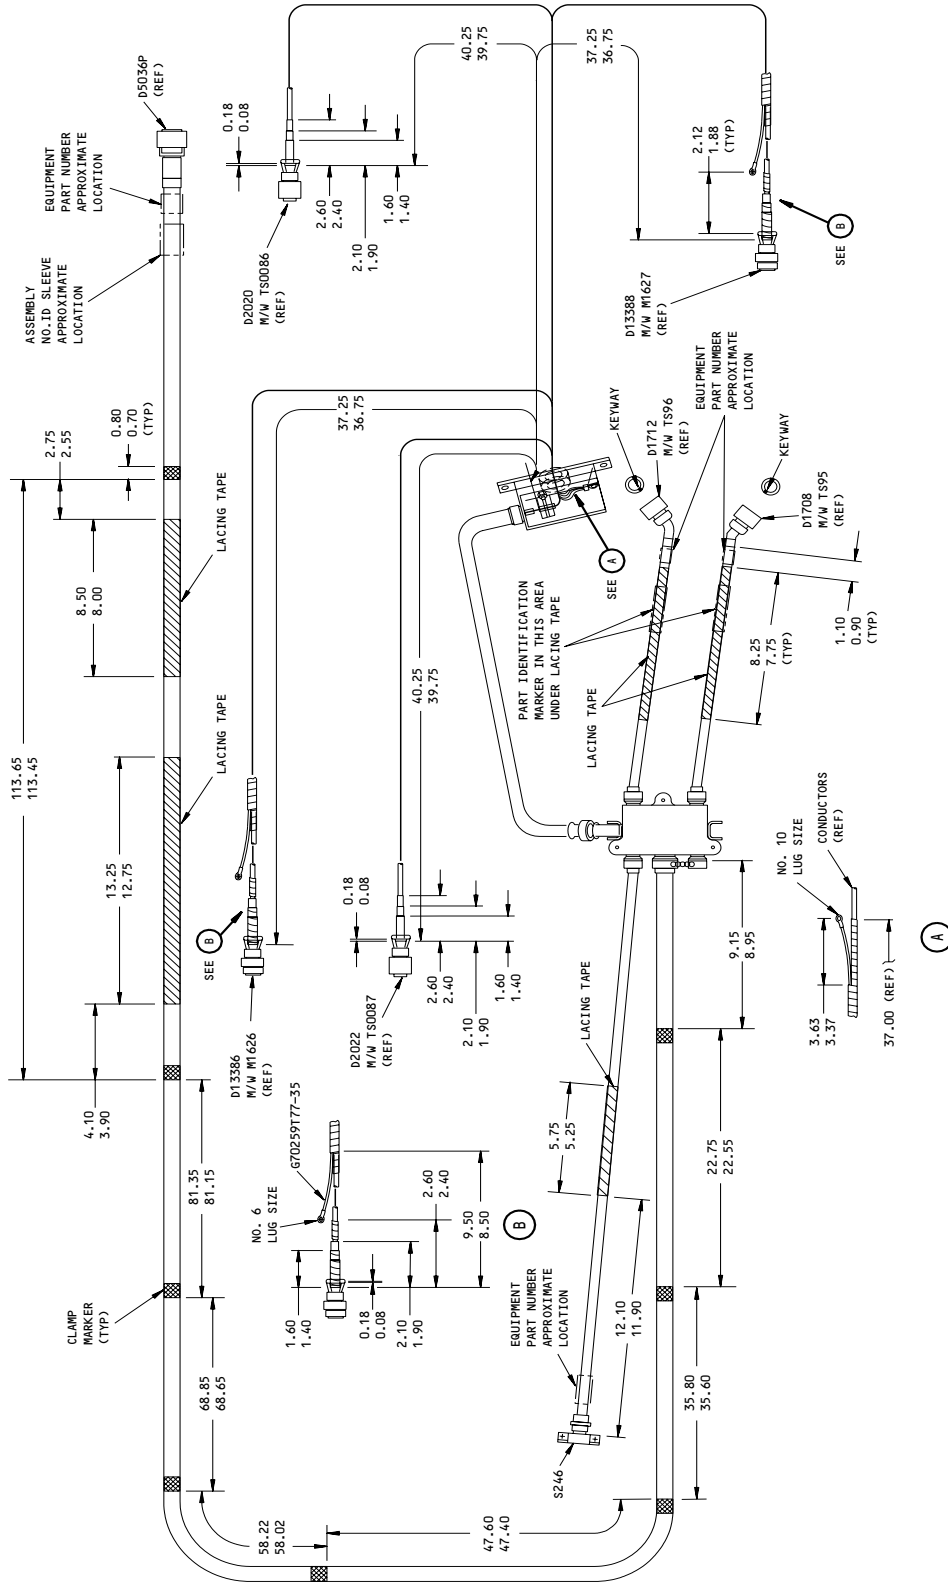 EQUIPMENT
PART NUMBER
APPROXIMATE
LOCATION
D5036P
(REF)
ASSEMBLY
NO.ID SLEEVE
APPROXIMATE
LOCATION
0.80
0.70
(TYP)
2.75
2.55
8.50
8.00
LACING TAPE
113.65
113.45
13.25
12.75
LACING TAPE
4.10
3.90
81.35
81.15
CLAMP
MARKER
(TYP)
68.85
68.65
58.22
58.02
47.60
47.40
0.18
0.08
2.60
2.40
2.10
1.90
1.60
1.40
D2020
M/W TS0086
(REF)
40.25
39.75
37.25
36.75
2.12
1.88
(TYP)
SEE
B
D13388
M/W M1627
(REF)
37.25
36.75
40.25
39.75
SEE
B
D13386
M/W M1626
(REF)
0.18
0.08
2.60
2.40
2.10
1.90
1.60
1.40
D2022
M/W TS0087
(REF)
KEYWAY
D1712
M/W TS96
(REF)
EQUIPMENT
PART NUMBER
APPROXIMATE
LOCATION
KEYWAY
D1708
M/W TS95
(REF)
SEE
A
PART IDENTIFICATION
MARKER IN THIS AREA
UNDER LACING TAPE
LACING TAPE
1.10
0.90
(TYP)
8.25
7.75
(TYP)
NO. 10
LUG SIZE
CONDUCTORS
(REF)
3.63
3.37
37.00 (REF)
A
9.15
8.95
LACING TAPE
5.75
5.25
22.75
22.55
12.10
11.90
35.80
35.60
EQUIPMENT
PART NUMBER
APPROXIMATE
LOCATION
S246
G70259T77-35
NO. 6
LUG SIZE
1.60
1.40
0.18
0.08
2.10
1.90
2.60
2.40
9.50
8.50
B